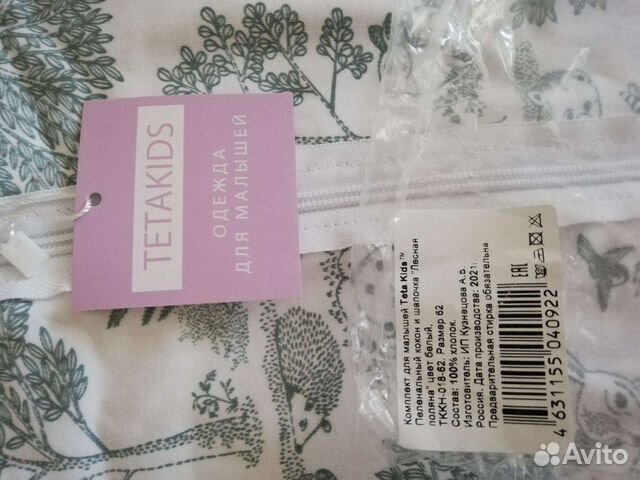 TETAKIDS
ОДЕЖДА
ДЛЯ МАЛЫШЕЙ
Комплект для малышей Teta Kids™
Пеленальный кокон и шапочка "Лесная
поляна" цвет белый,
ТККН-018-62. Размер 62
Состав: 100% хлопок.
Изготовитель: ИП Кузнецова А.В.
Россия. Дата производства: 2021.
Предварительная стирка обязательна
EAC
4 631155 040922
Avito